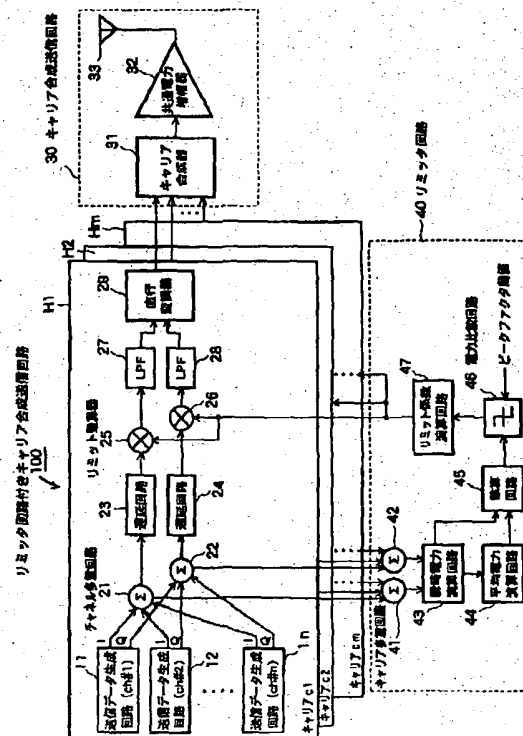 リミッタ回路付きキャリア合成送信回路
100
H1
H2
Hm
30 キャリア合成送信回路
33
32
共通電力
増幅器
31
キャリア
合成器
チャネル多重回路
リミット乗算器
11
送信データ生成
回路(ch#1)
I
Q
12
送信データ生成
回路(ch#2)
I
Q
1n
送信データ生成
回路(ch#n)
I
Q
21
Σ
22
Σ
23
遅延回路
24
遅延回路
25
26
27
LPF
28
LPF
29
直行
変調器
キャリアc1
キャリアc2
キャリアcm
40 リミッタ回路
キャリア多重回路
41
Σ
42
Σ
43
瞬時電力
演算回路
44
平均電力
演算回路
45
除算
回路
46
電力比較回路
ピークファクタ閾値
47
リミット係数
演算回路